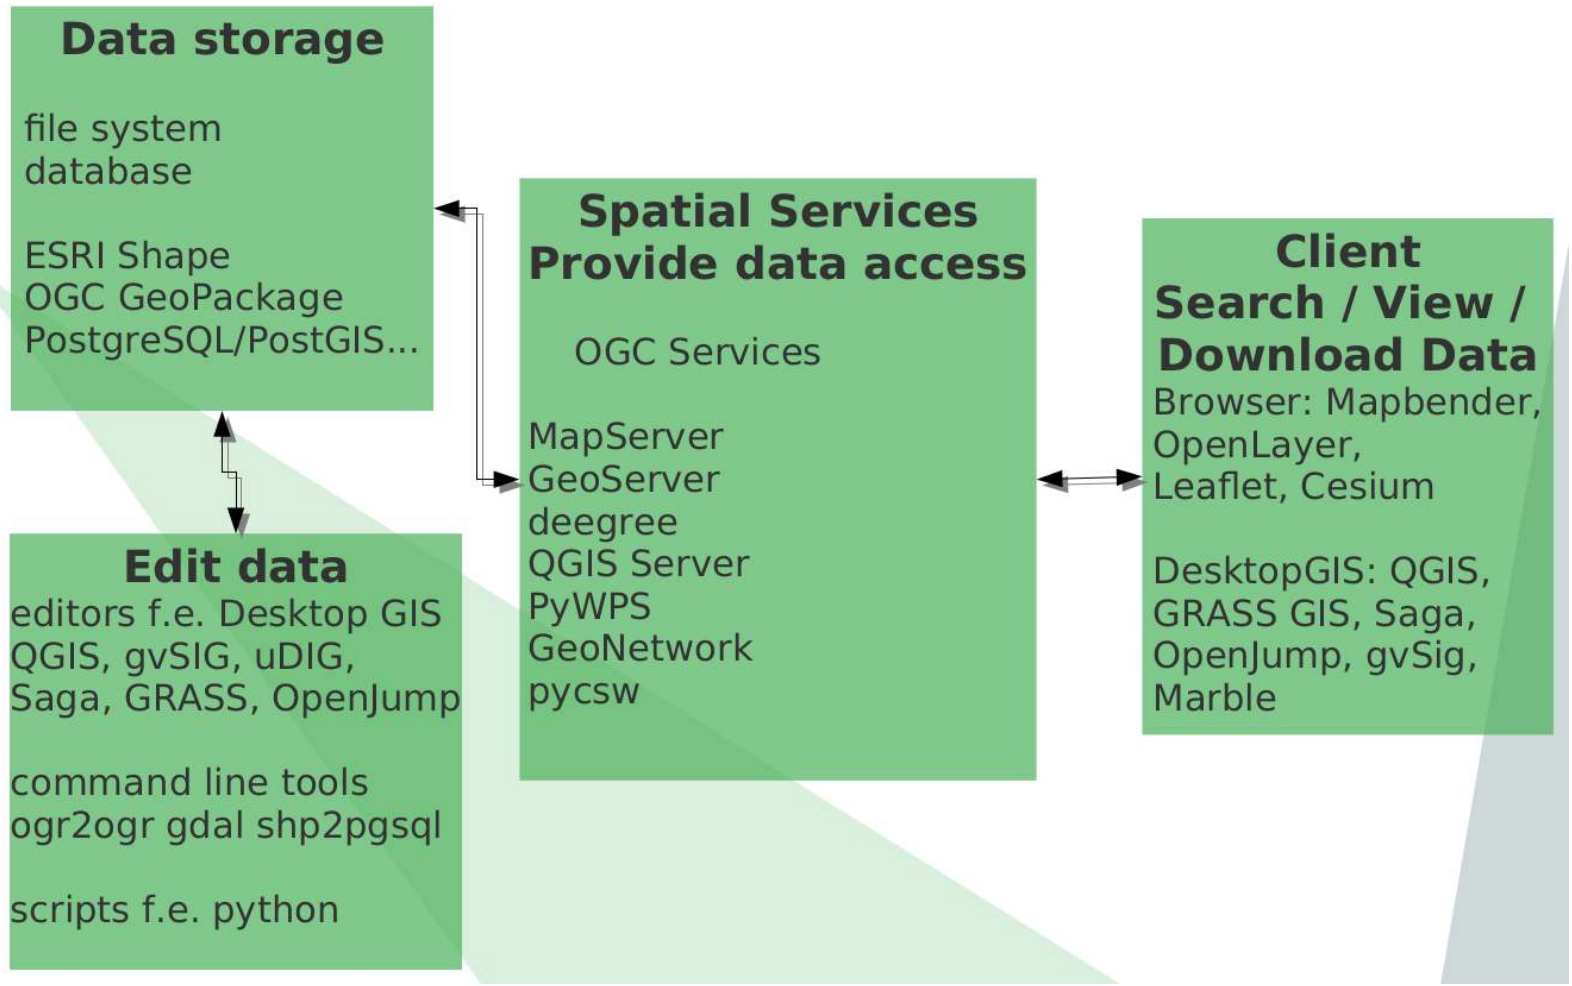 Data storage
file system
database
ESRI Shape
OGC GeoPackage
PostgreSQL/PostGIS...
Edit data
editors f.e. Desktop GIS
QGIS, gvSIG, uDIG,
Saga, GRASS, OpenJump
command line tools
ogr2ogr gdal shp2pgsql
scripts f.e. python
Spatial Services
Provide data access
OGC Services
MapServer
GeoServer
deegree
QGIS Server
PyWPS
GeoNetwork
pycsw
Client
Search / View /
Download Data
Browser: Mapbender,
OpenLayer,
Leaflet, Cesium
DesktopGIS: QGIS,
GRASS GIS, Saga,
OpenJump, gvSig,
Marble